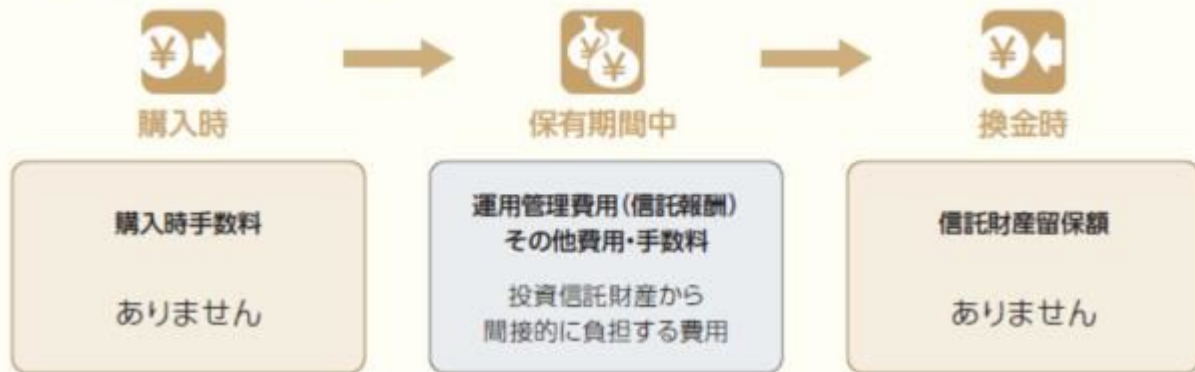 ¥
¥
¥
¥
購入時
保有期間中
換金時
購入時手数料
ありません
運用管理費用(信託報酬)
その他費用・手数料
投資信託財産から
間接的に負担する費用
信託財産留保額
ありません